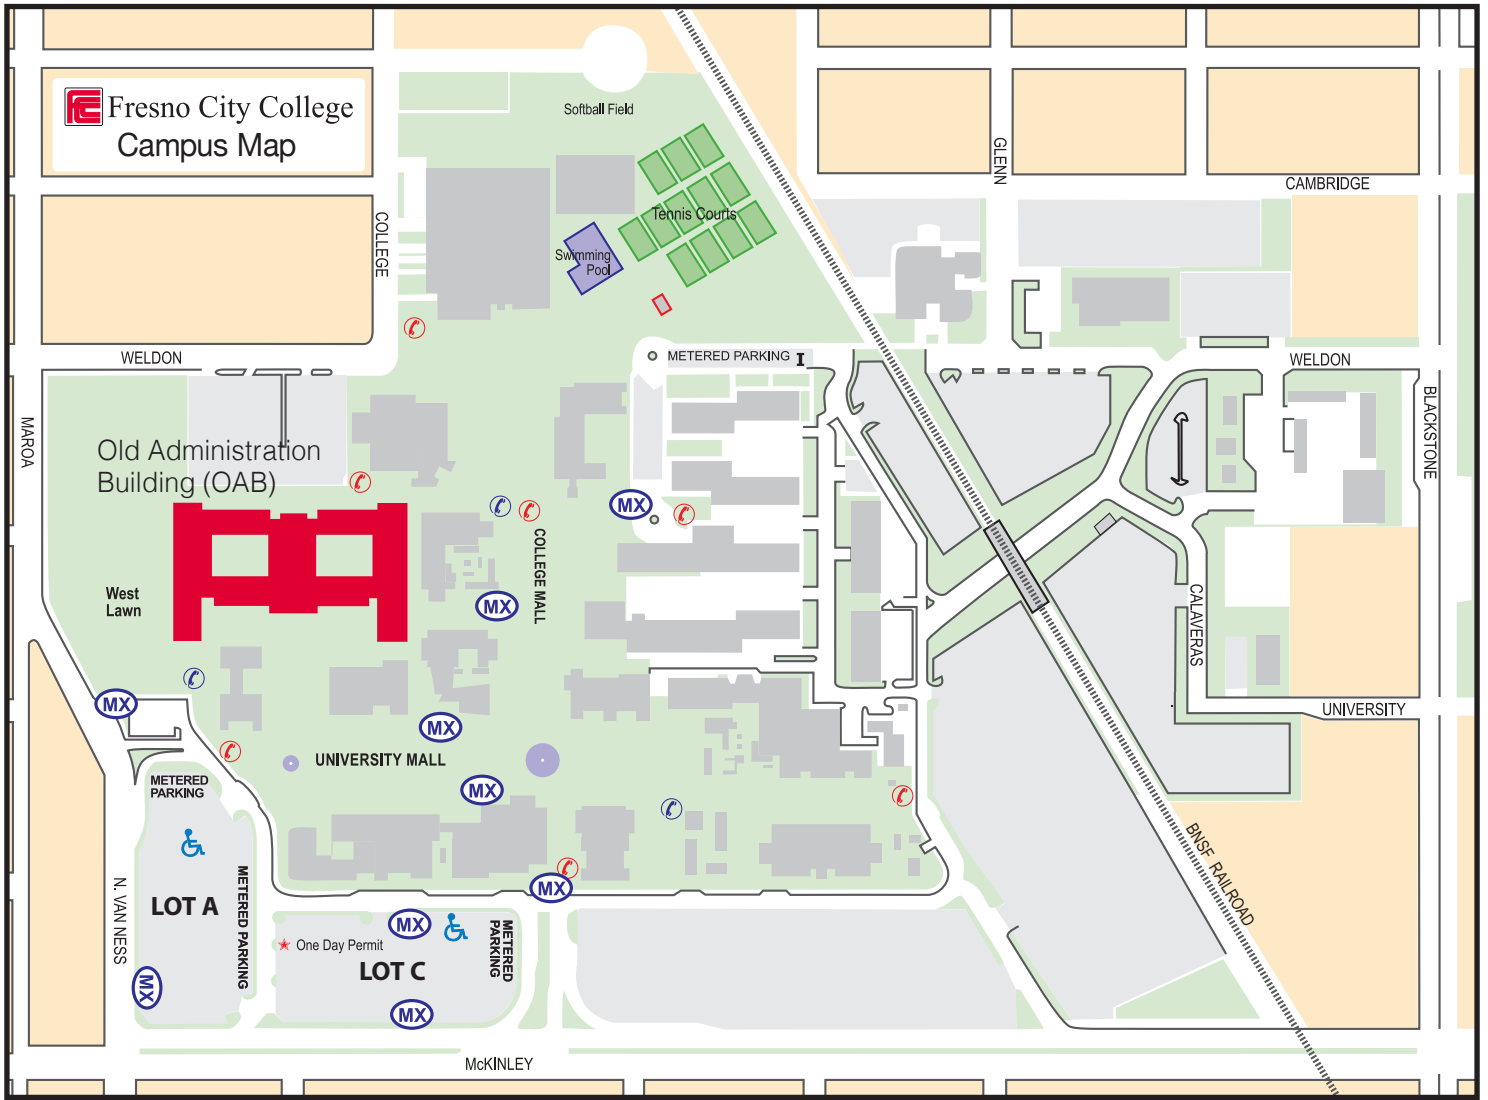 Fresno City College
Campus Map
Softball Field
GLENN
CAMBRIDGE
COLLEGE
Tennis Courts
Swimming
Pool
WELDON
METERED PARKING I
WELDON
BLACKSTONE
MAROA
Old Administration
Building (OAB)
MX
COLLEGE MALL
West
Lawn
MX
CALAVERAS
MX
MX
UNIVERSITY
UNIVERSITY MALL
METERED
PARKING
MX
BNSF RAILROAD
N. VAN NESS
LOT A
METERED PARKING
MX
MX
One Day Permit
METERED
PARKING
LOT C
MX
MX
McKINLEY